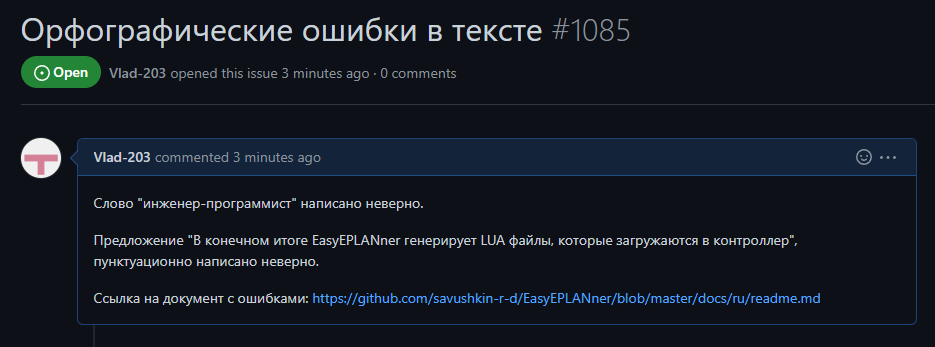 Орфографические ошибки в тексте #1085
Open Vlad-203 opened this issue 3 minutes ago · 0 comments
Vlad-203 commented 3 minutes ago
Слово "инженер-программист" написано неверно.
Предложение "В конечном итоге EasyEPLANner генерирует LUA файлы, которые загружаются в контроллер",
пунктуационно написано неверно.
Ссылка на документ с ошибками: https://github.com/savushkin-r-d/EasyEPLANner/blob/master/docs/ru/readme.md